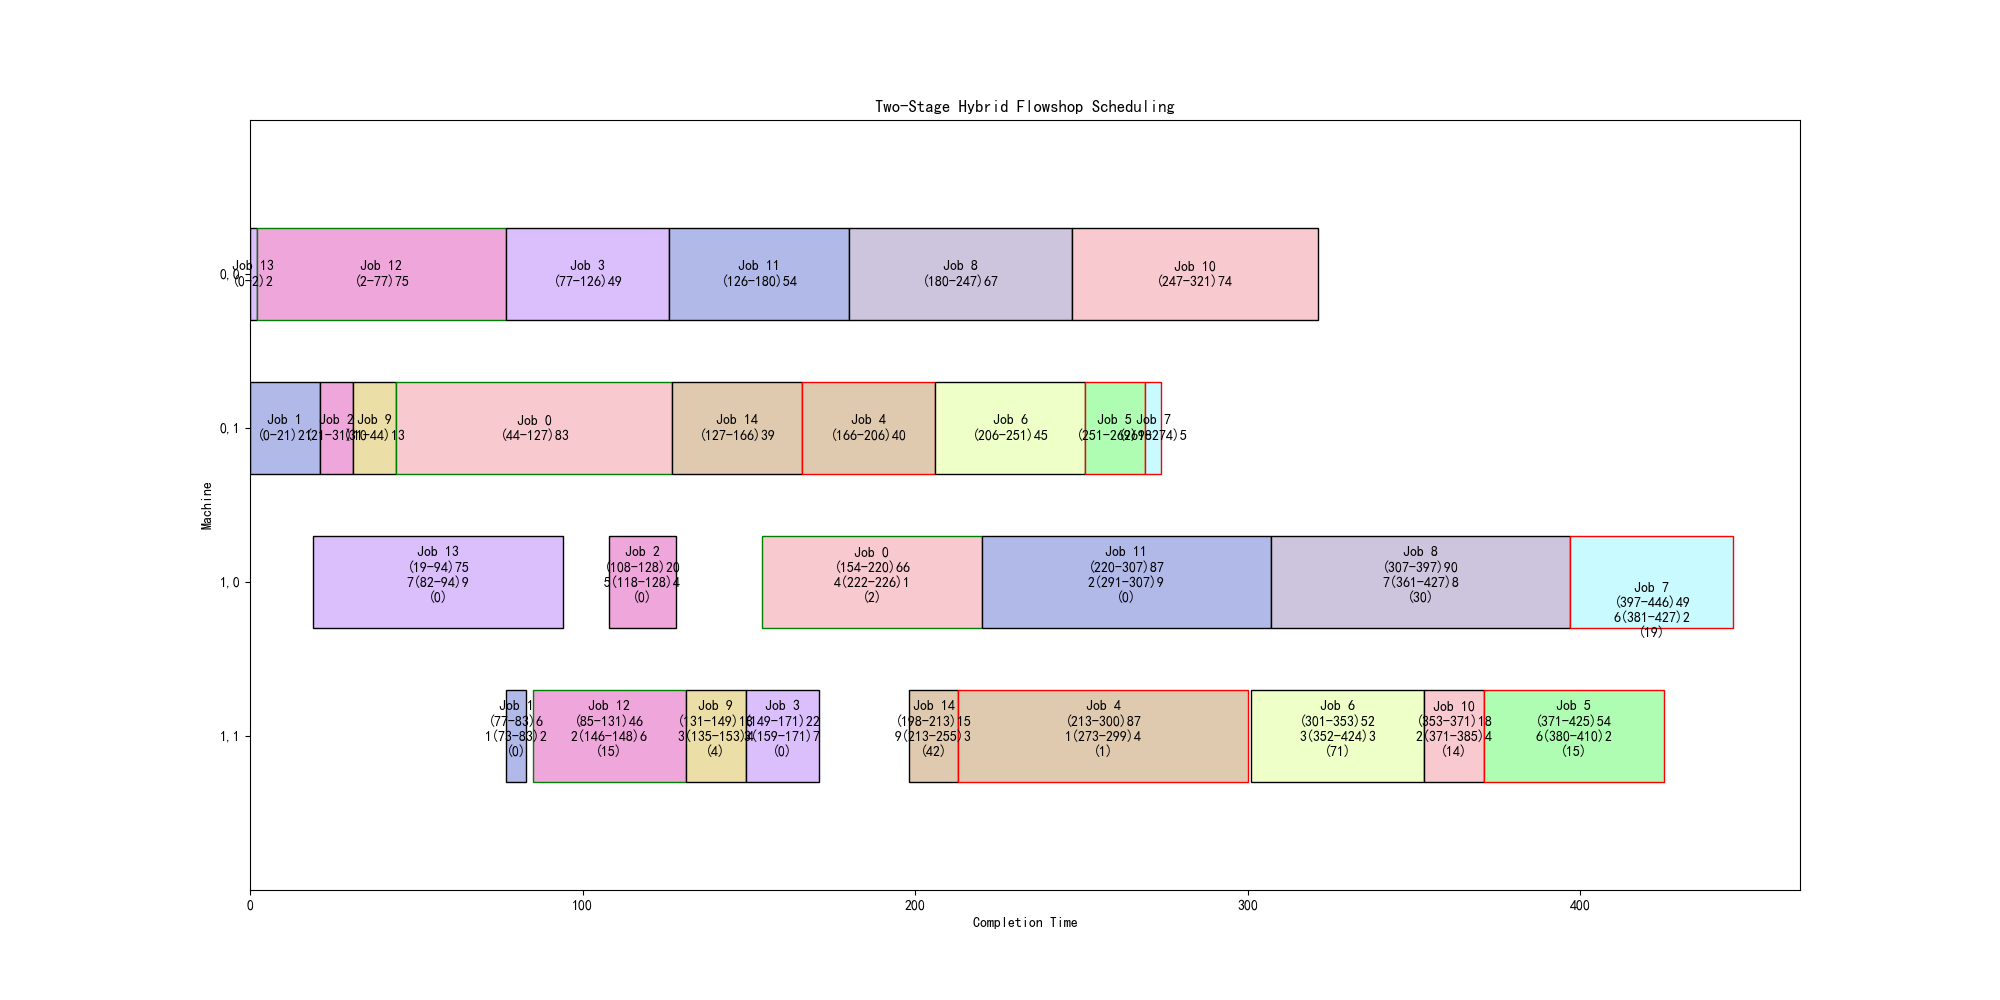 Two-Stage Hybrid Flowshop Scheduling
0,0
Job 13
(0-2)2
Job 12
(2-77)75
Job 3
(77-126)49
Job 11
(126-180)54
Job 8
(180-247)67
Job 10
(247-321)74
0,1
Job 1
(0-21)21
Job 2
(21-31)10
Job 9
(31-44)13
Job 0
(44-127)83
Job 14
(127-166)39
Job 4
(166-206)40
Job 6
(206-251)45
Job 5
(251-269)18
Job 7
(269-274)5
Machine
1,0
Job 13
(19-94)75
7(82-94)9
(0)
Job 2
(108-128)20
5(118-128)4
(0)
Job 0
(154-220)66
4(222-226)1
(2)
Job 11
(220-307)87
2(291-307)9
(0)
Job 8
(307-397)90
7(361-427)8
(30)
Job 7
(397-446)49
6(381-427)2
(19)
1,1
Job 1
(77-83)6
1(73-83)2
(0)
Job 12
(85-131)46
2(146-148)6
(15)
Job 9
(131-149)18
3(135-153)4
(4)
Job 3
(149-171)22
(159-171)7
(0)
Job 14
(198-213)15
9(213-255)3
(42)
Job 4
(213-300)87
1(273-299)4
(1)
Job 6
(301-353)52
3(352-424)3
(71)
Job 10
(353-371)18
2(371-385)4
(14)
Job 5
(371-425)54
6(380-410)2
(15)
0
100
200
300
400
Completion Time